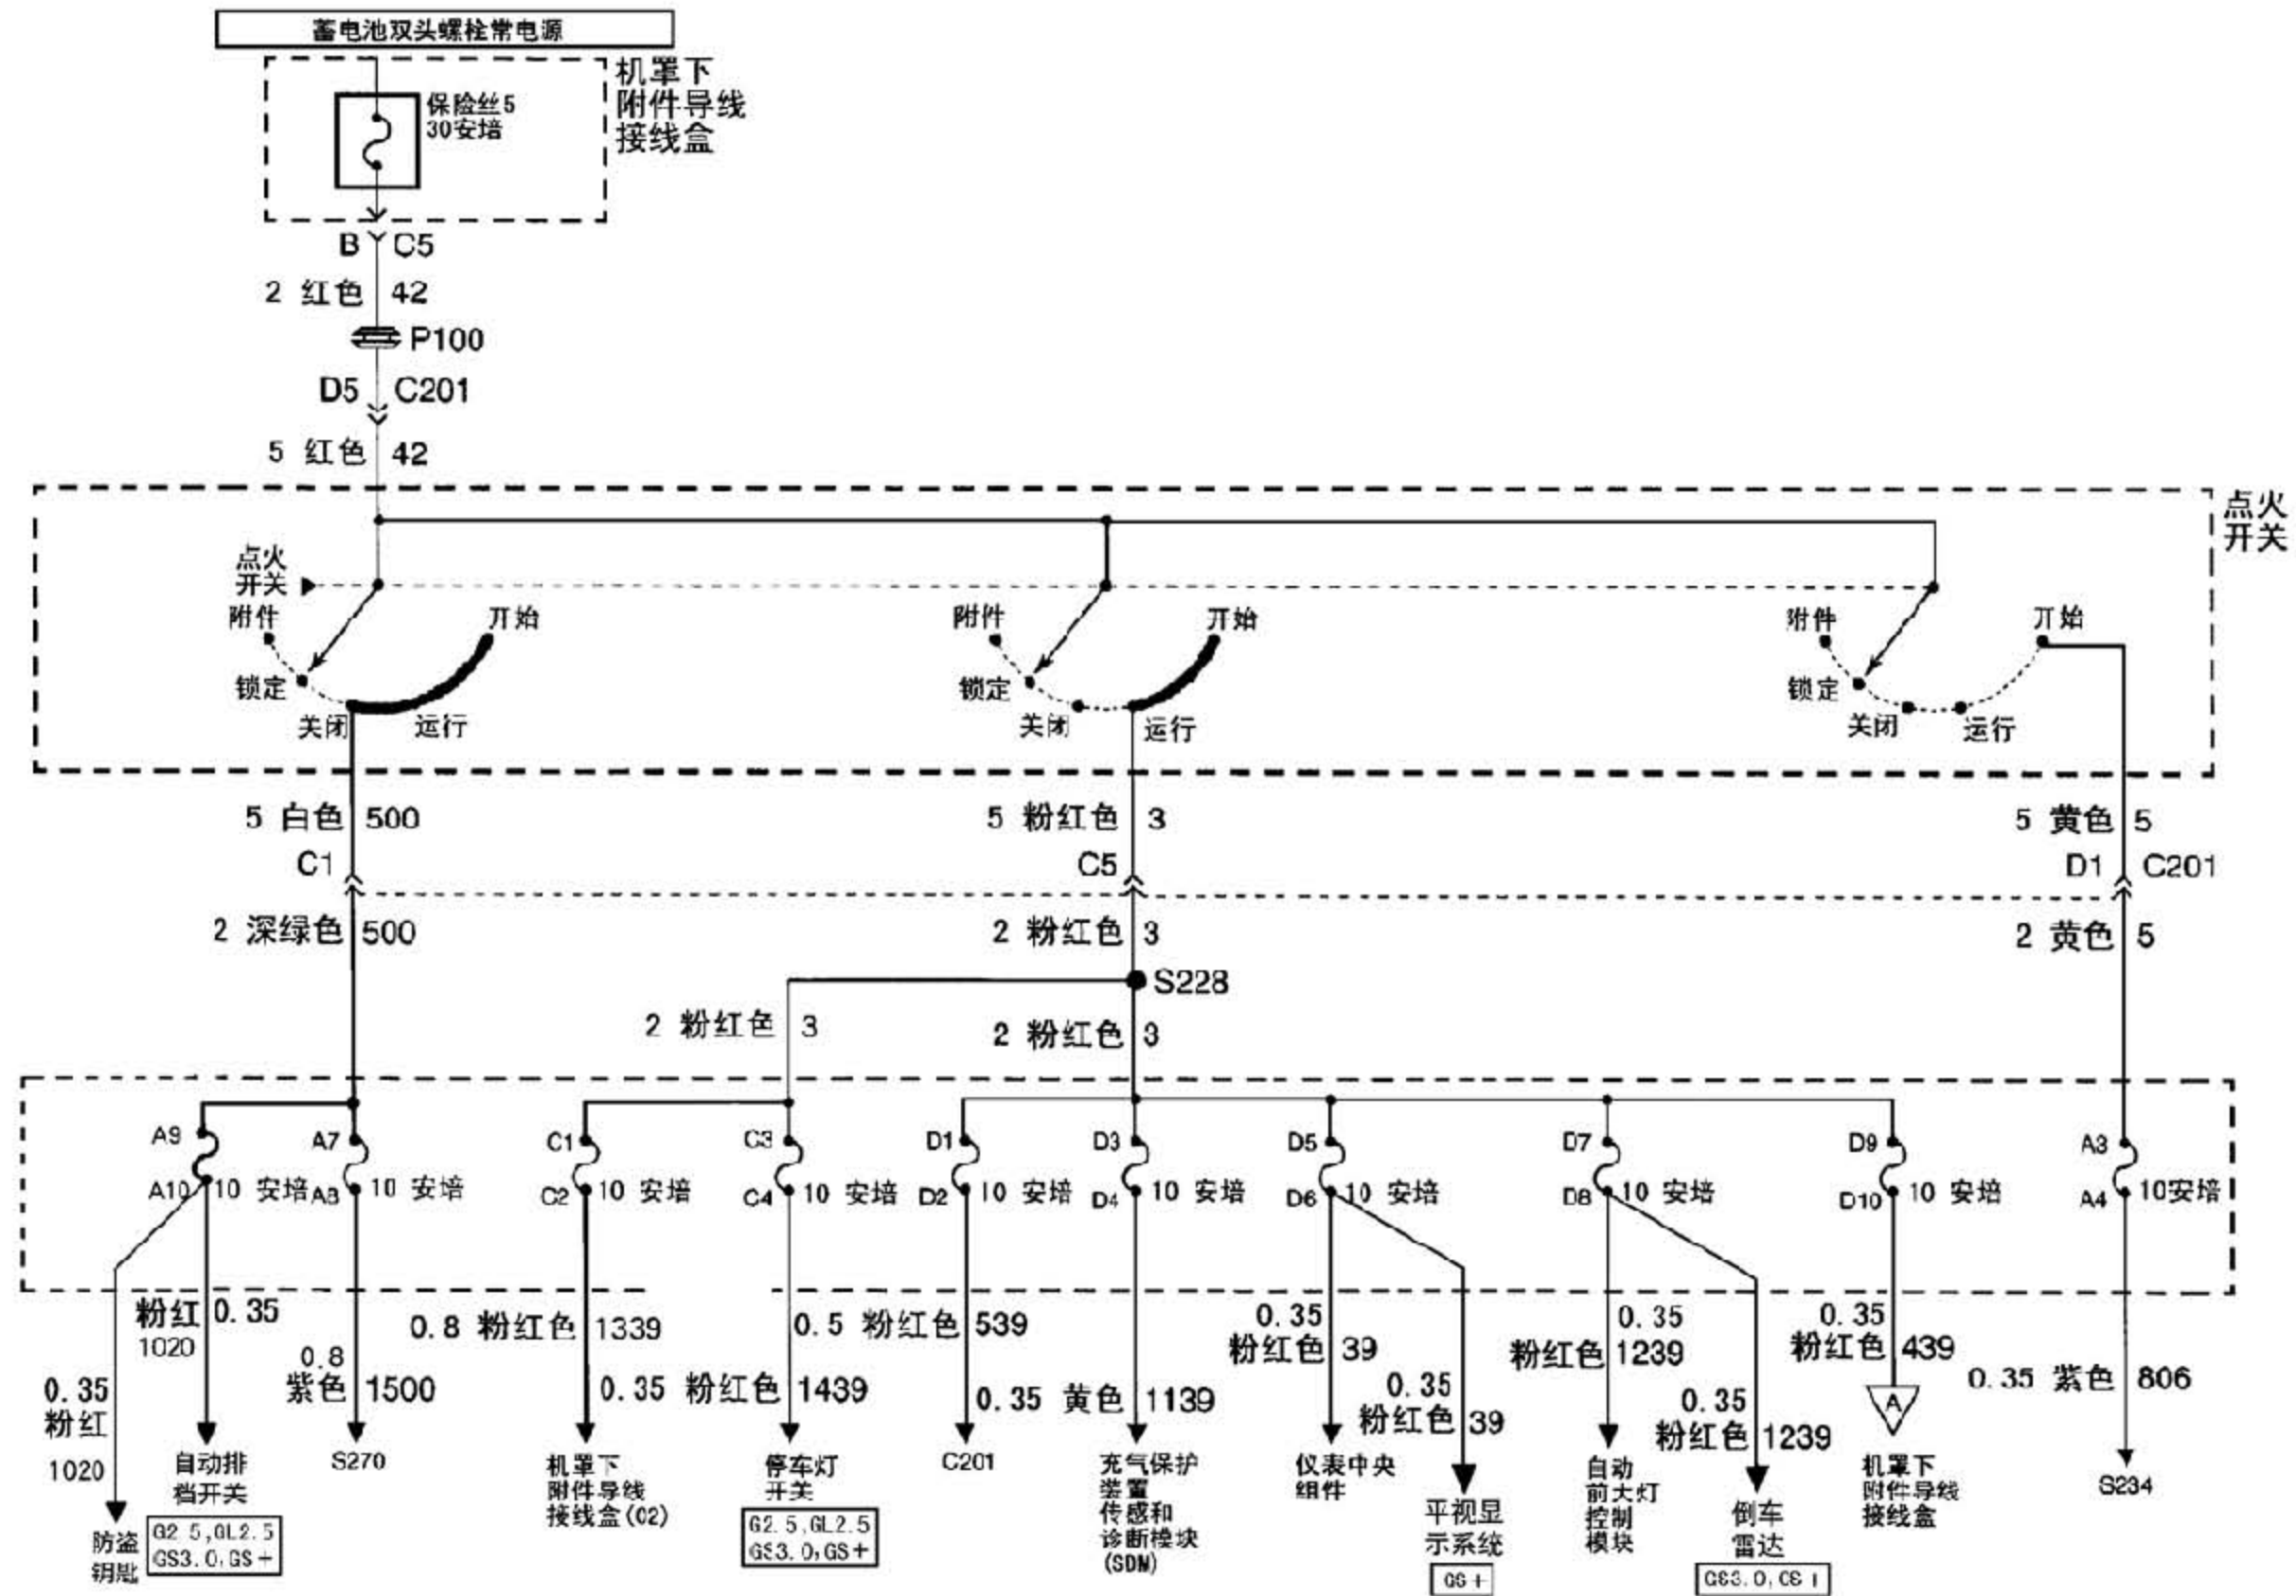 蓄电池双头螺栓常电源
机罩下
附件导线
接线盒
保险丝5
30安培
B C5
2 红色 42
P100
D5 C201
5 红色 42
点火
开关
点火
开关
附件 开始 附件 开始 附件 开始
锁定 锁定 锁定
关闭 运行 关闭 运行 关闭 运行
5 白色 500 5 粉红色 3 5 黄色 5
C1 C5 D1 C201
2 深绿色 500 2 粉红色 3 2 黄色 5
S228
2 粉红色 3 2 粉红色 3
A9 A7 C1 C3 D1 D3 D5 D7 D9 A3
A10 10 安培 A8 10 安培 C2 10 安培 C4 10 安培 D2 10 安培 D4 10 安培 D6 10 安培 D8 10 安培 D10 10 安培 A4 10安培
粉红 0.35
1020
0.8
紫色 1500
0.8 粉红色 1339
0.35 粉红色 1439
0.5 粉红色 539
0.35 黄色 1139
0.35
粉红色 39
0.35
粉红色 39
0.35
粉红色 1239
0.35
粉红色 1239
0.35
粉红色 439
A
0.35 紫色 806
0.35
粉红
1020
防盗
钥匙
自动排
档开关
G2.5,GL2.5
GS3.0,GS+
S270
机罩下
附件导线
接线盒(C2)
停车灯
开关
G2.5,GL2.5
GS3.0,GS+
C201
充气保护
装置
传感和
诊断模块
(SDM)
仪表中央
组件
平视显
示系统
GS+
自动
前大灯
控制
模块
倒车
雷达
GS3.0,GS+
机罩下
附件导线
接线盒
S234